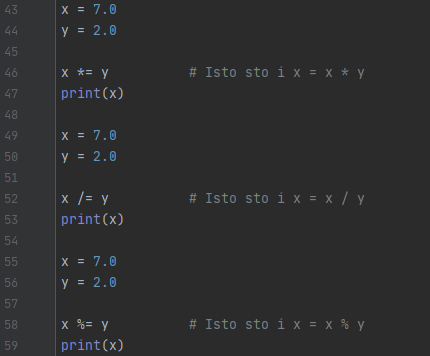 43 x = 7.0
44 y = 2.0
45
46 x *= y # Isto sto i x = x * y
47 print(x)
48
49 x = 7.0
50 y = 2.0
51
52 x /= y # Isto sto i x = x / y
53 print(x)
54
55 x = 7.0
56 y = 2.0
57
58 x %= y # Isto sto i x = x % y
59 print(x)